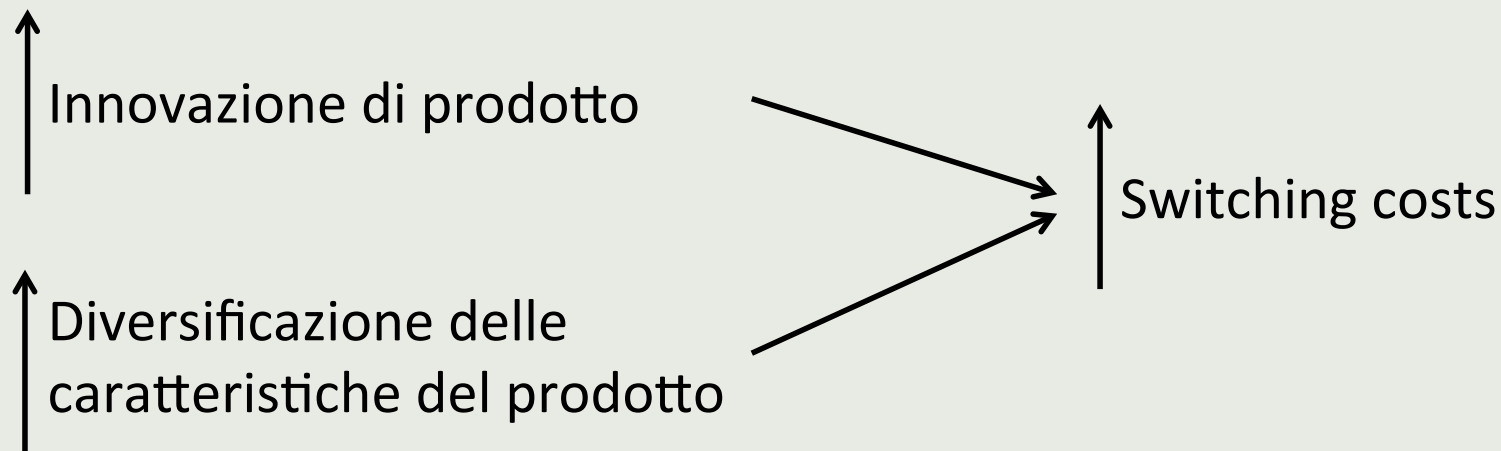 Innovazione di prodotto
Switching costs
Diversificazione delle
caratteristiche del prodotto